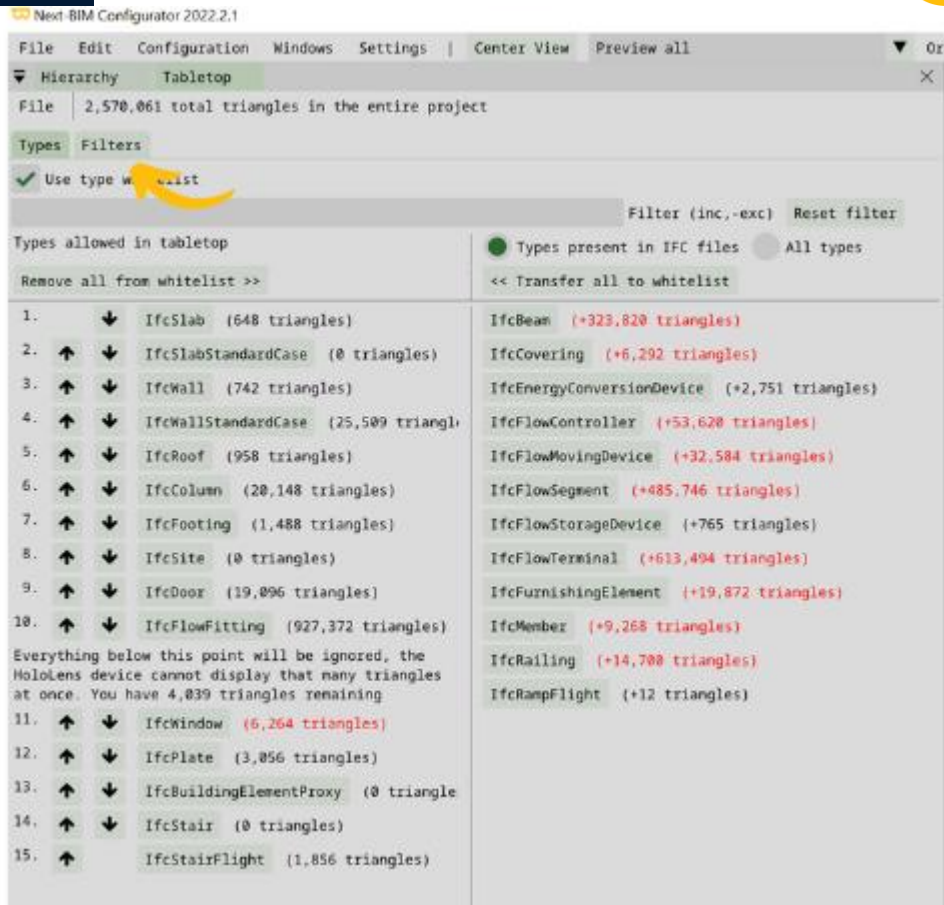 Next-BIM Configurator 2022.2.1
File Edit Configuration Windows Settings | Center View Preview all Or
Hierarchy Tabletop
File 2,570,061 total triangles in the entire project
Types Filters
Use type list
Filter (inc,-exc) Reset filter
Types allowed in tabletop
Types present in IFC files All types
Remove all from whitelist >>
<< Transfer all to whitelist
1. IfcSlab (648 triangles)
2. IfcSlabStandardCase (0 triangles)
3. IfcWall (742 triangles)
4. IfcWallStandardCase (25,509 triangl
5. IfcRoof (958 triangles)
6. IfcColumn (20,148 triangles)
7. IfcFooting (1,488 triangles)
8. IfcSite (0 triangles)
9. IfcDoor (19,096 triangles)
10. IfcFlowFitting (927,372 triangles)
Everything below this point will be ignored, the
HoloLens device cannot display that many triangles
at once. You have 4,039 triangles remaining
11. IfcWindow (6,264 triangles)
12. IfcPlate (3,056 triangles)
13. IfcBuildingElementProxy (0 triangle
14. IfcStair (0 triangles)
15. IfcStairFlight (1,856 triangles)
IfcBeam (+323,820 triangles)
IfcCovering (+6,292 triangles)
IfcEnergyConversionDevice (+2,751 triangles)
IfcFlowController (+53,620 triangles)
IfcFlowMovingDevice (+32,584 triangles)
IfcFlowSegment (+485,746 triangles)
IfcFlowStorageDevice (+765 triangles)
IfcFlowTerminal (+613,494 triangles)
IfcFurnishingElement (+19,872 triangles)
IfcMember (+9,268 triangles)
IfcRailing (+14,700 triangles)
IfcRampFlight (+12 triangles)